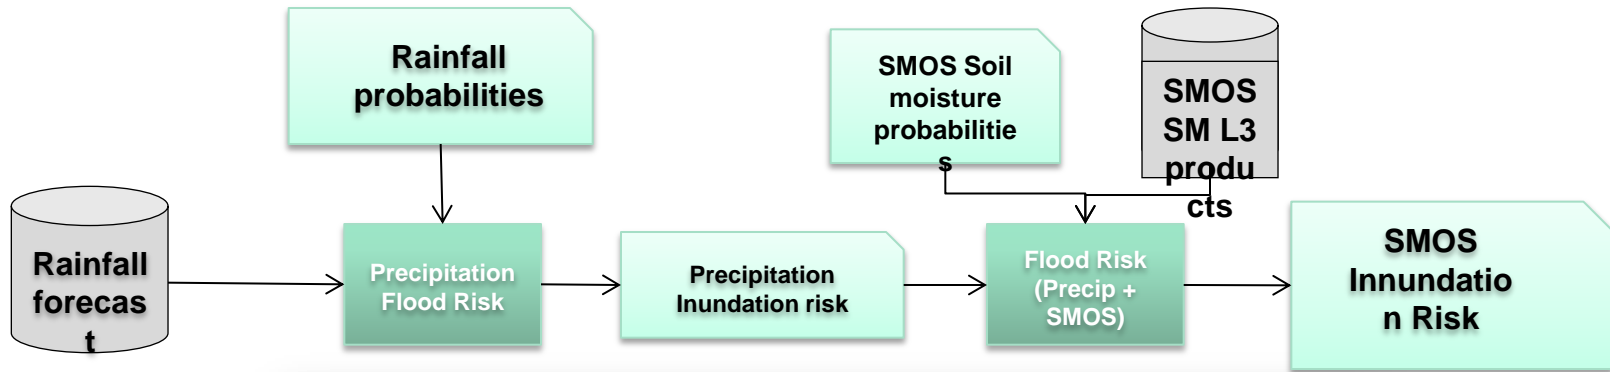 Rainfall
probabilities
SMOS Soil
moisture
probabilitie
s
SMOS
SM L3
produ
cts
Rainfall
forecas
t
Precipitation
Flood Risk
Precipitation
Inundation risk
Flood Risk
(Precip +
SMOS)
SMOS
Innundatio
n Risk